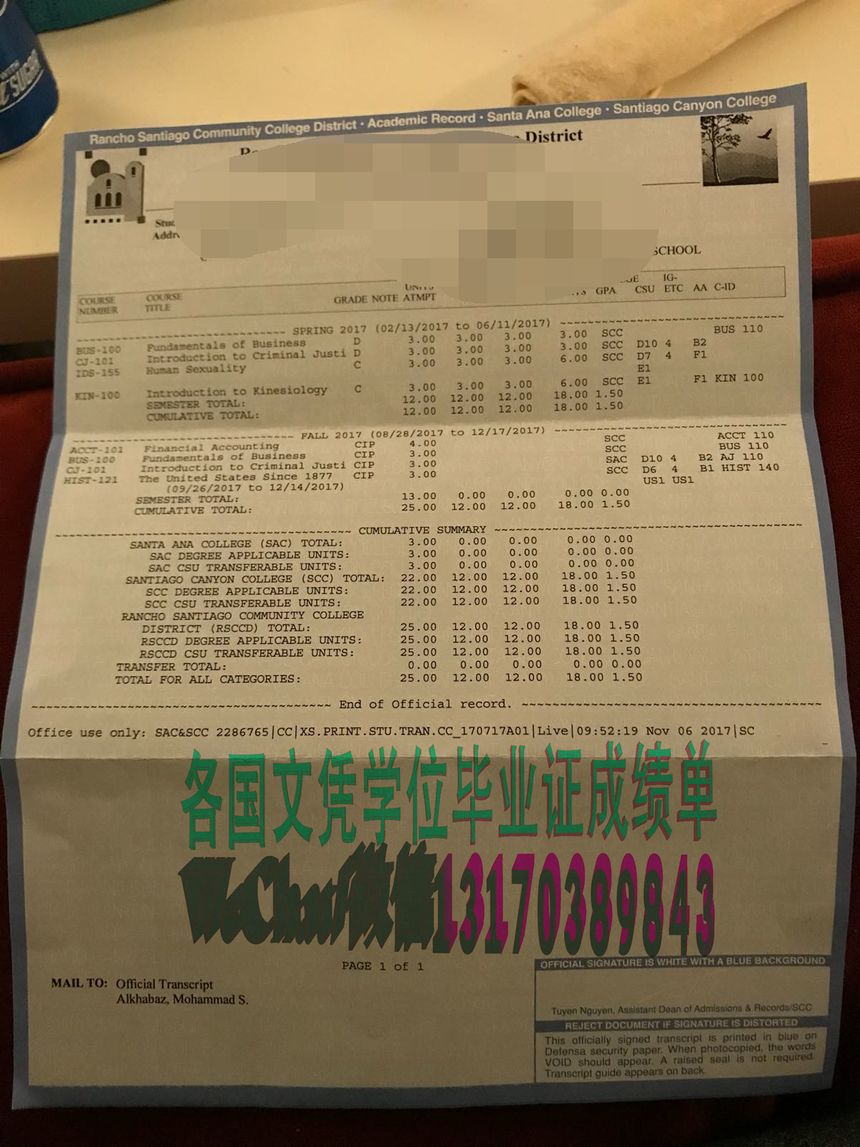 WITH
SUGAR
Rancho Santiago Community College District • Academic Record • Santa Ana College • Santiago Canyon College
District
Addr
SCHOOL
COURSE NUMBER COURSE TITLE GRADE NOTE ATMPT GPA CSU IG-ETC AA C-ID
SPRING 2017 (02/13/2017 to 06/11/2017)
BUS-100 Fundamentals of Business D 3.00 3.00 3.00 3.00 SCC BUS 110
CJ-101 Introduction to Criminal Justi D 3.00 3.00 3.00 3.00 SCC D10 4 B2
IDS-155 Human Sexuality C 3.00 3.00 3.00 6.00 SCC D7 4 F1
E1
KIN-100 Introduction to Kinesiology C 3.00 3.00 3.00 6.00 SCC E1 F1 KIN 100
SEMESTER TOTAL: 12.00 12.00 12.00 18.00 1.50
CUMULATIVE TOTAL: 12.00 12.00 12.00 18.00 1.50
FALL 2017 (08/28/2017 to 12/17/2017)
ACCT-101 Financial Accounting CIP 4.00 SCC ACCT 110
BUS-100 Fundamentals of Business CIP 3.00 SCC BUS 110
CJ-101 Introduction to Criminal Justi CIP 3.00 SAC D10 4 B2 AJ 110
HIST-121 The United States Since 1877 CIP 3.00 SCC D6 4 B1 HIST 140
(09/26/2017 to 12/14/2017) US1 US1
SEMESTER TOTAL: 13.00 0.00 0.00 0.00 0.00
CUMULATIVE TOTAL: 25.00 12.00 12.00 18.00 1.50
CUMULATIVE SUMMARY
SANTA ANA COLLEGE (SAC) TOTAL: 3.00 0.00 0.00 0.00 0.00
SAC DEGREE APPLICABLE UNITS: 3.00 0.00 0.00 0.00 0.00
SAC CSU TRANSFERABLE UNITS: 3.00 0.00 0.00 0.00 0.00
SANTIAGO CANYON COLLEGE (SCC) TOTAL: 22.00 12.00 12.00 18.00 1.50
SCC DEGREE APPLICABLE UNITS: 22.00 12.00 12.00 18.00 1.50
SCC CSU TRANSFERABLE UNITS: 22.00 12.00 12.00 18.00 1.50
RANCHO SANTIAGO COMMUNITY COLLEGE
DISTRICT (RSCCD) TOTAL: 25.00 12.00 12.00 18.00 1.50
RSCCD DEGREE APPLICABLE UNITS: 25.00 12.00 12.00 18.00 1.50
RSCCD CSU TRANSFERABLE UNITS: 25.00 12.00 12.00 18.00 1.50
TRANSFER TOTAL: 0.00 0.00 0.00 0.00 0.00
TOTAL FOR ALL CATEGORIES: 25.00 12.00 12.00 18.00 1.50
End of Official record.
Office use only: SAC&SCC 2286765|CC|XS.PRINT.STU.TRAN.CC_170717A01|Live|09:52:19 Nov 06 2017|SC
各国文凭学位毕业证成绩单
WeChat/微信13170389843
PAGE 1 of 1
MAIL TO: Official Transcript
Alkhabaz, Mohammad S.
OFFICIAL SIGNATURE IS WHITE WITH A BLUE BACKGROUND
Tuyen Nguyen, Assistant Dean of Admissions & Records/SCC
REJECT DOCUMENT IF SIGNATURE IS DISTORTED
This officially signed transcript is printed in blue on
Defensa security paper. When photocopied, the words
VOID should appear. A raised seal is not required.
Transcript guide appears on back.